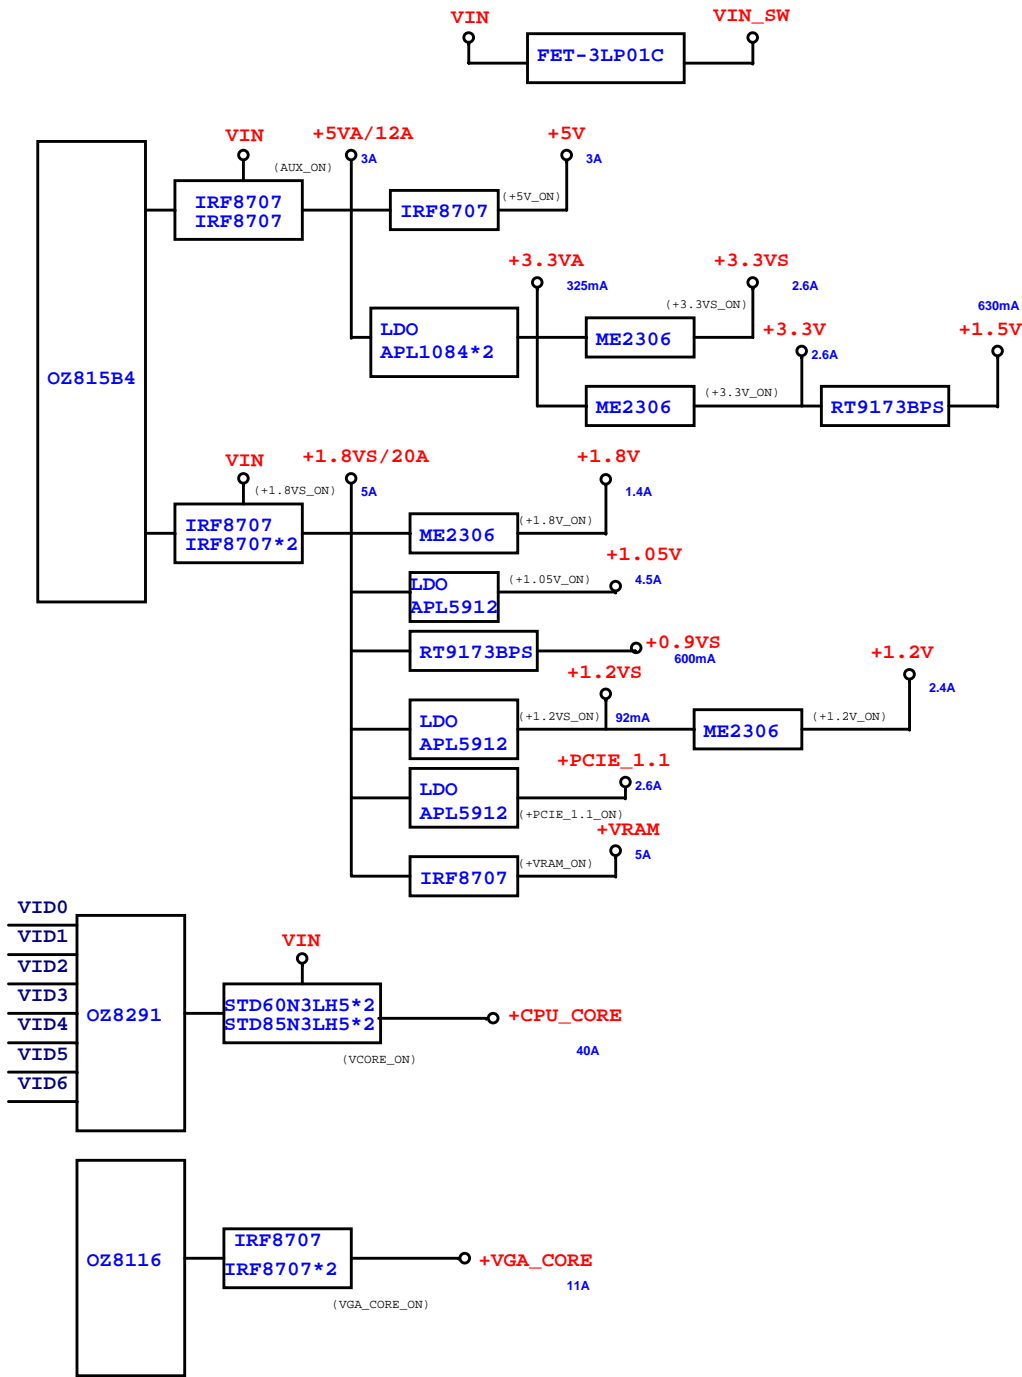 VIN
VIN_SW
FET-3LP01C
VIN
+5VA/12A
+5V
3A
3A
(AUX_ON)
IRF8707
IRF8707
IRF8707
(+5V_ON)
+3.3VA
+3.3VS
325mA
2.6A
(+3.3VS_ON)
630mA
LDO
APL1084*2
ME2306
+3.3V
+1.5V
2.6A
OZ815B4
ME2306
(+3.3V_ON)
RT9173BPS
VIN
+1.8VS/20A
+1.8V
(+1.8VS_ON)
5A
1.4A
IRF8707
IRF8707*2
ME2306
(+1.8V_ON)
+1.05V
LDO
APL5912
(+1.05V_ON)
4.5A
RT9173BPS
+0.9VS
600mA
+1.2VS
+1.2V
2.4A
LDO
APL5912
(+1.2VS_ON)
92mA
ME2306
(+1.2V_ON)
+PCIE_1.1
2.6A
LDO
APL5912
(+PCIE_1.1_ON)
+VRAM
5A
IRF8707
(+VRAM_ON)
VID0
VID1
VID2
VID3
VID4
VID5
VID6
OZ8291
VIN
STD60N3LH5*2
STD85N3LH5*2
+CPU_CORE
40A
(VCORE_ON)
OZ8116
IRF8707
IRF8707*2
+VGA_CORE
11A
(VGA_CORE_ON)